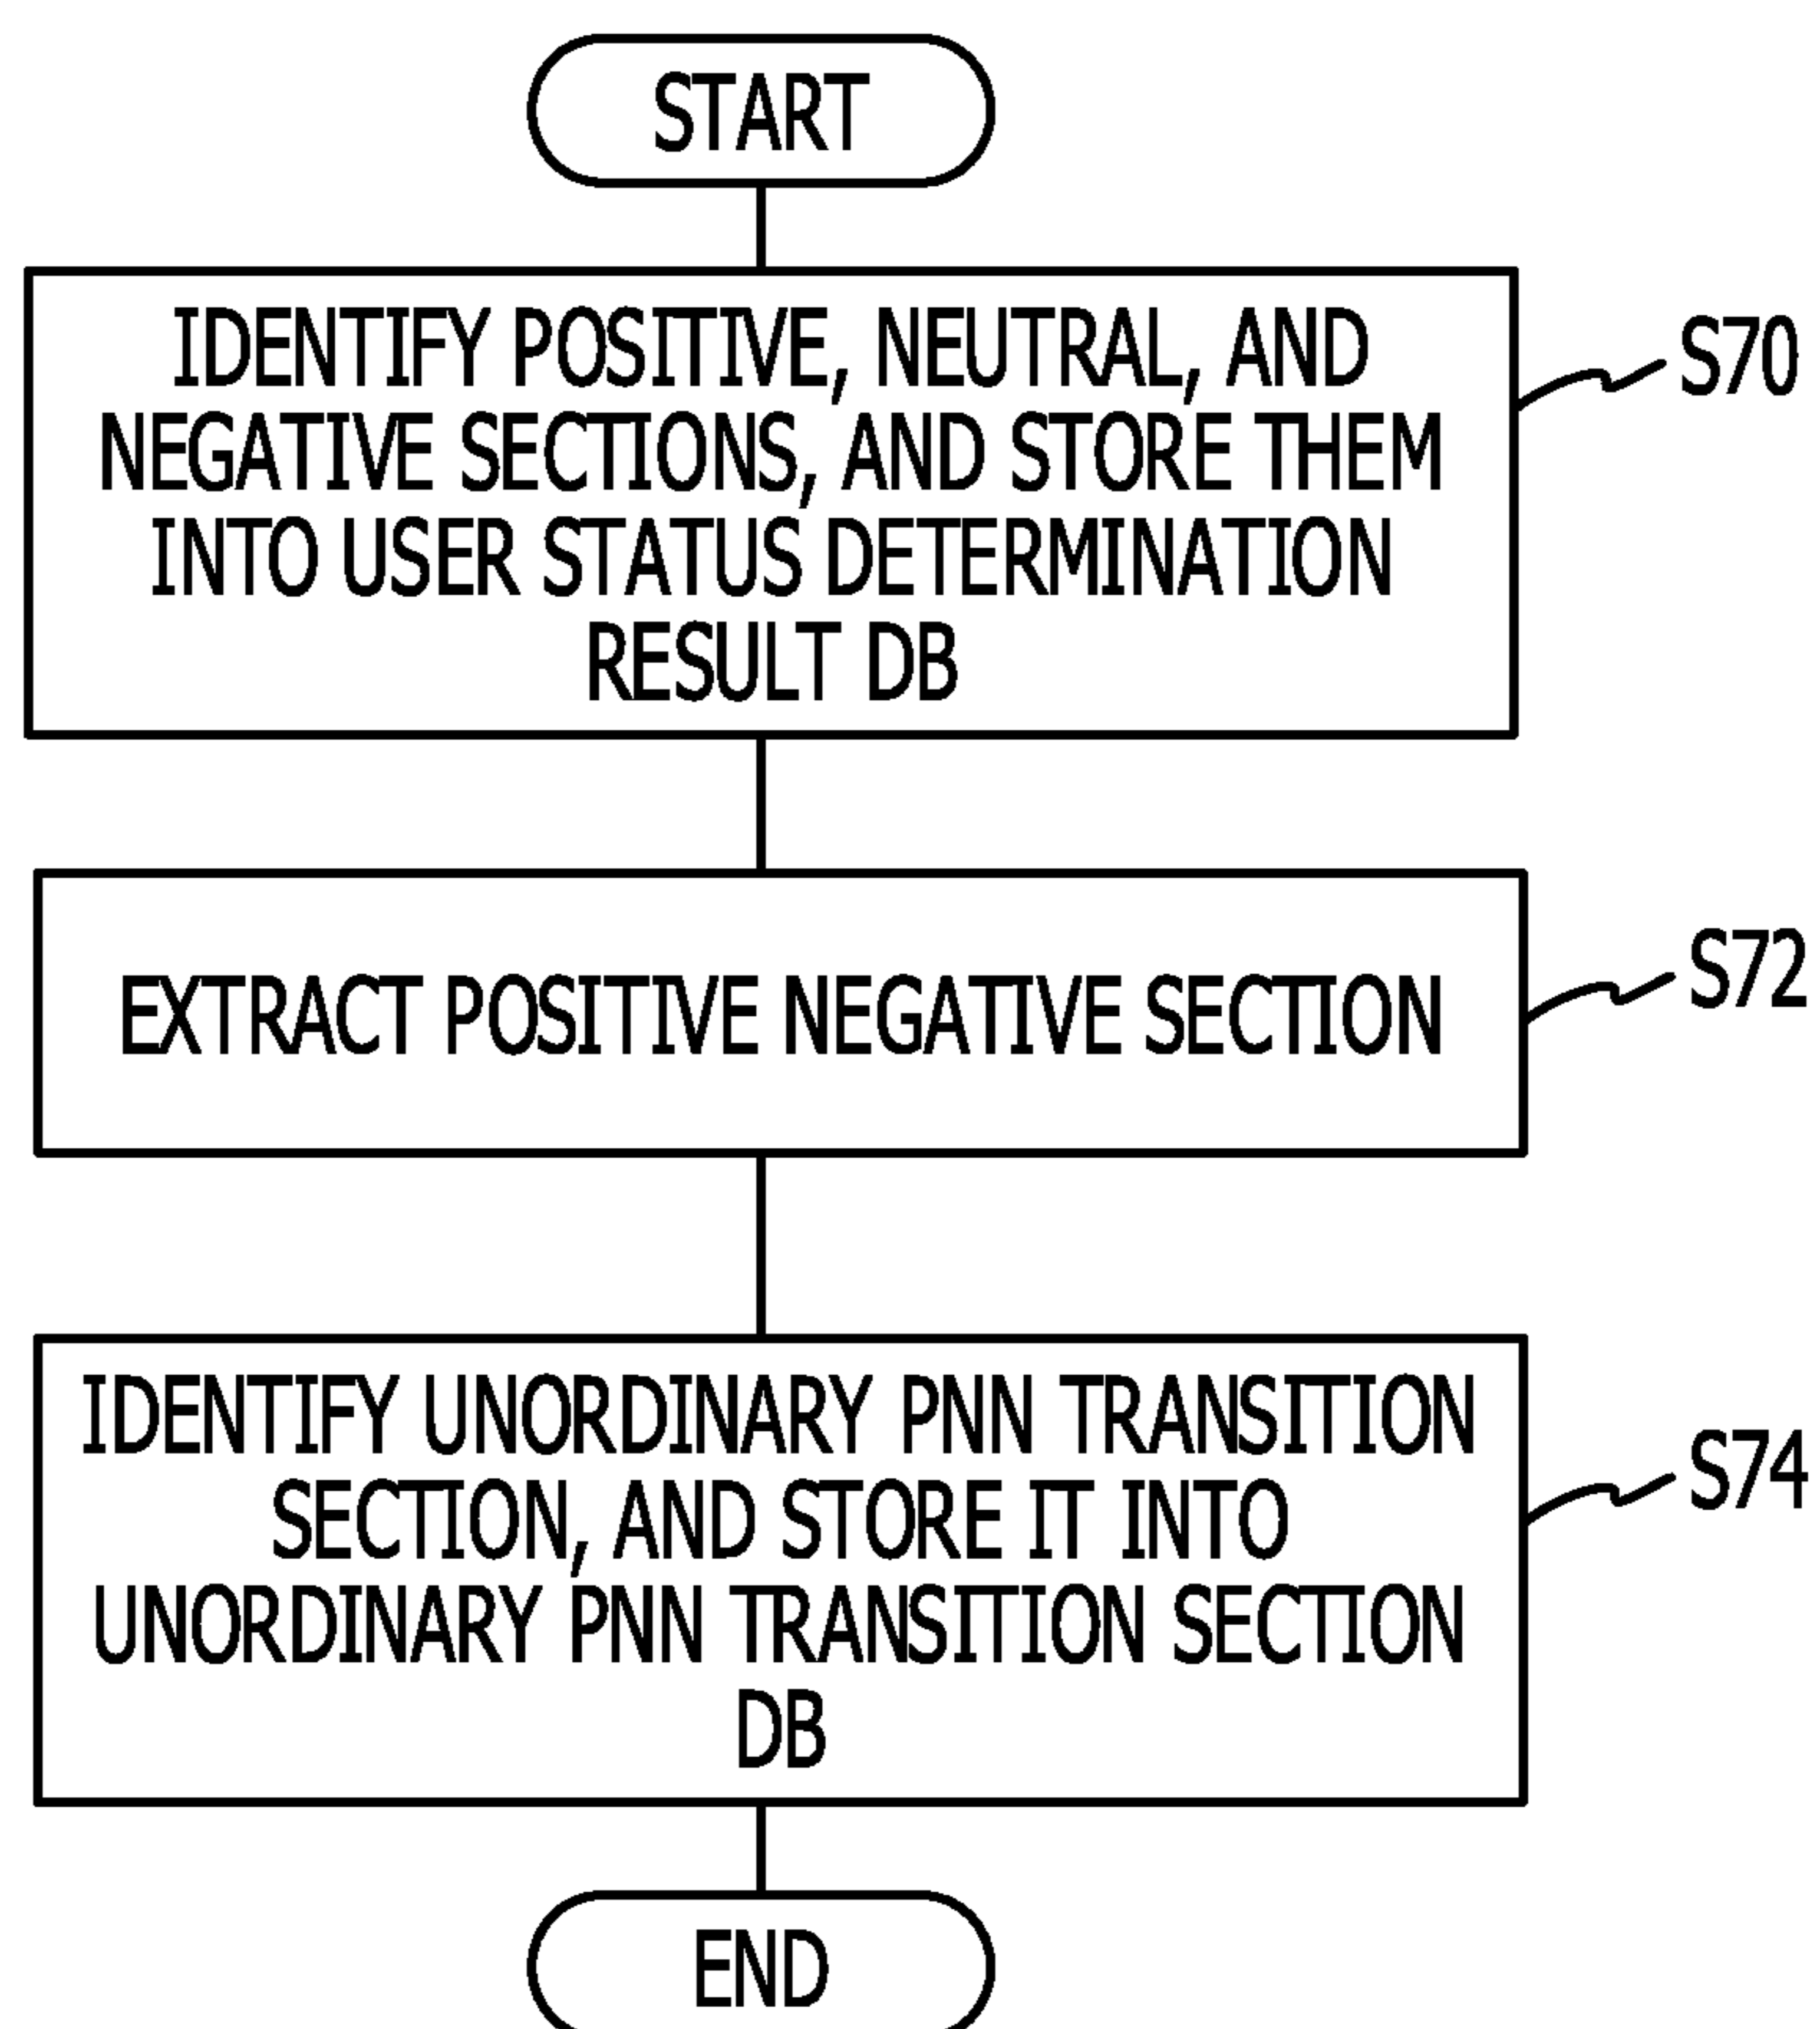 START
IDENTIFY POSITIVE, NEUTRAL, AND
NEGATIVE SECTIONS, AND STORE THEM
INTO USER STATUS DETERMINATION
RESULT DB
S70
EXTRACT POSITIVE NEGATIVE SECTION
S72
IDENTIFY UNORDINARY PNN TRANSITION
SECTION, AND STORE IT INTO
UNORDINARY PNN TRANSITION SECTION
DB
S74
END